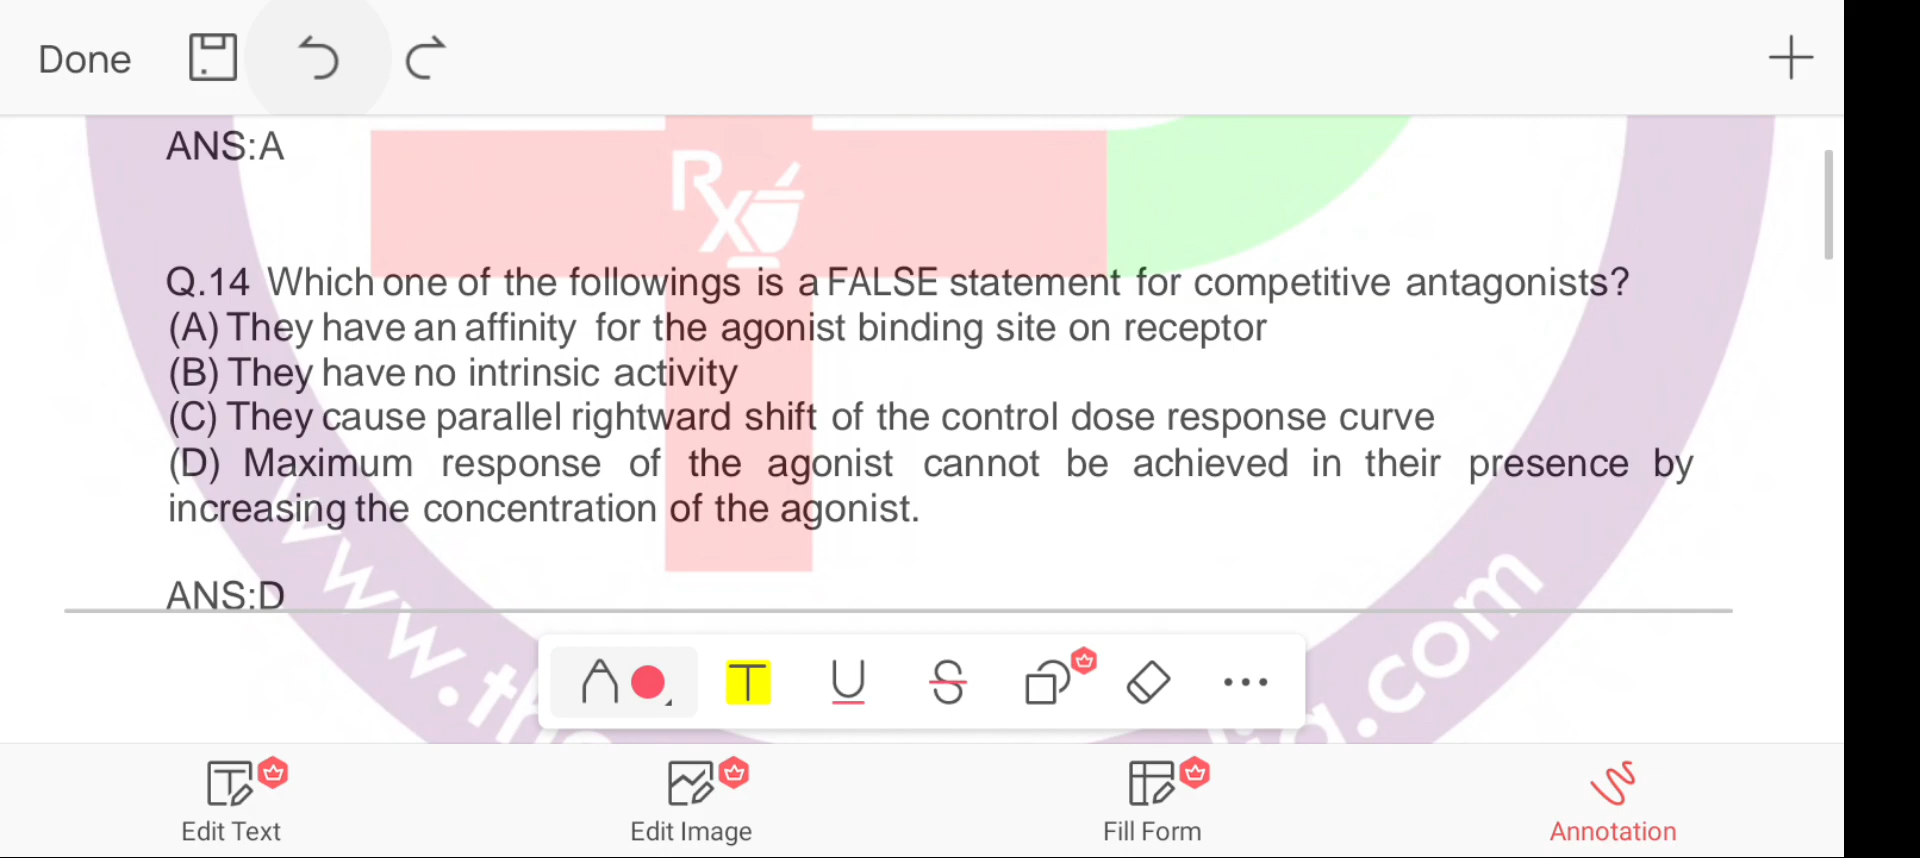 Done
ANS:A
Rx
Q.14 Which one of the followings is a FALSE statement for competitive antagonists?
(A) They have an affinity for the agonist binding site on receptor
(B) They have no intrinsic activity
(C) They cause parallel rightward shift of the control dose response curve
(D) Maximum response of the agonist cannot be achieved in their presence by
increasing the concentration of the agonist.
ANS:D
www.
.com
T U S
Edit Text
Edit Image
Fill Form
Annotation